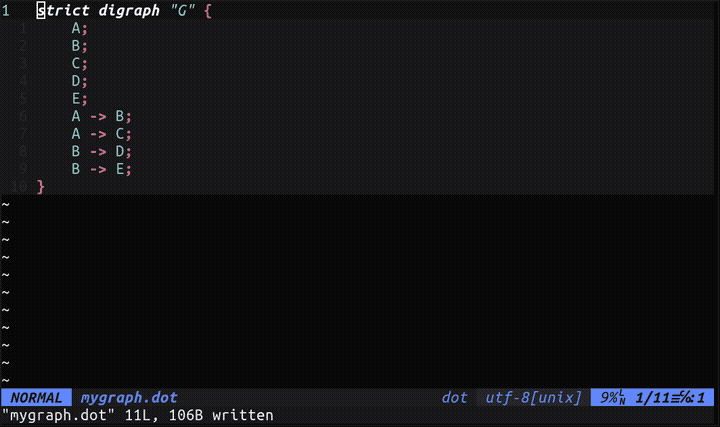 1 strict digraph "G" {
1 A;
2 B;
3 C;
4 D;
5 E;
6 A -> B;
7 A -> C;
8 B -> D;
9 B -> E;
10 }
~
~
~
~
~
~
~
~
~
~
~
NORMAL mygraph.dot dot utf-8[unix] 9%㏑ 1/11≡℅:1
"mygraph.dot" 11L, 106B written